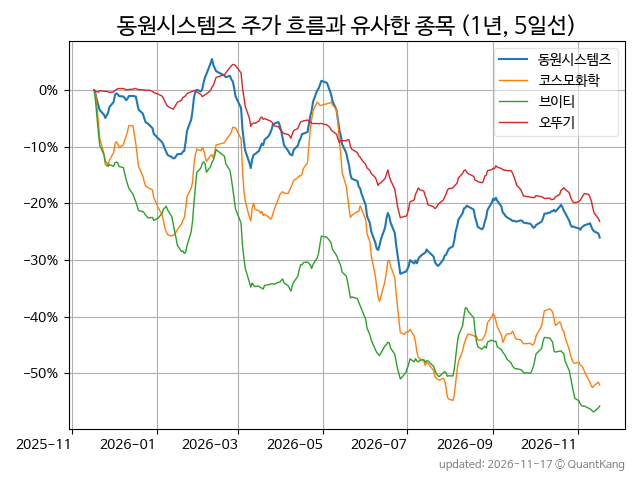 동원시스템즈 주가 흐름과 유사한 종목 (1년, 5일선)
동원시스템즈
코스모화학
브이티
오뚜기
0%
−10%
−20%
−30%
−40%
−50%
2025-11 2026-01 2026-03 2026-05 2026-07 2026-09 2026-11
updated: 2026-11-17 © QuantKang